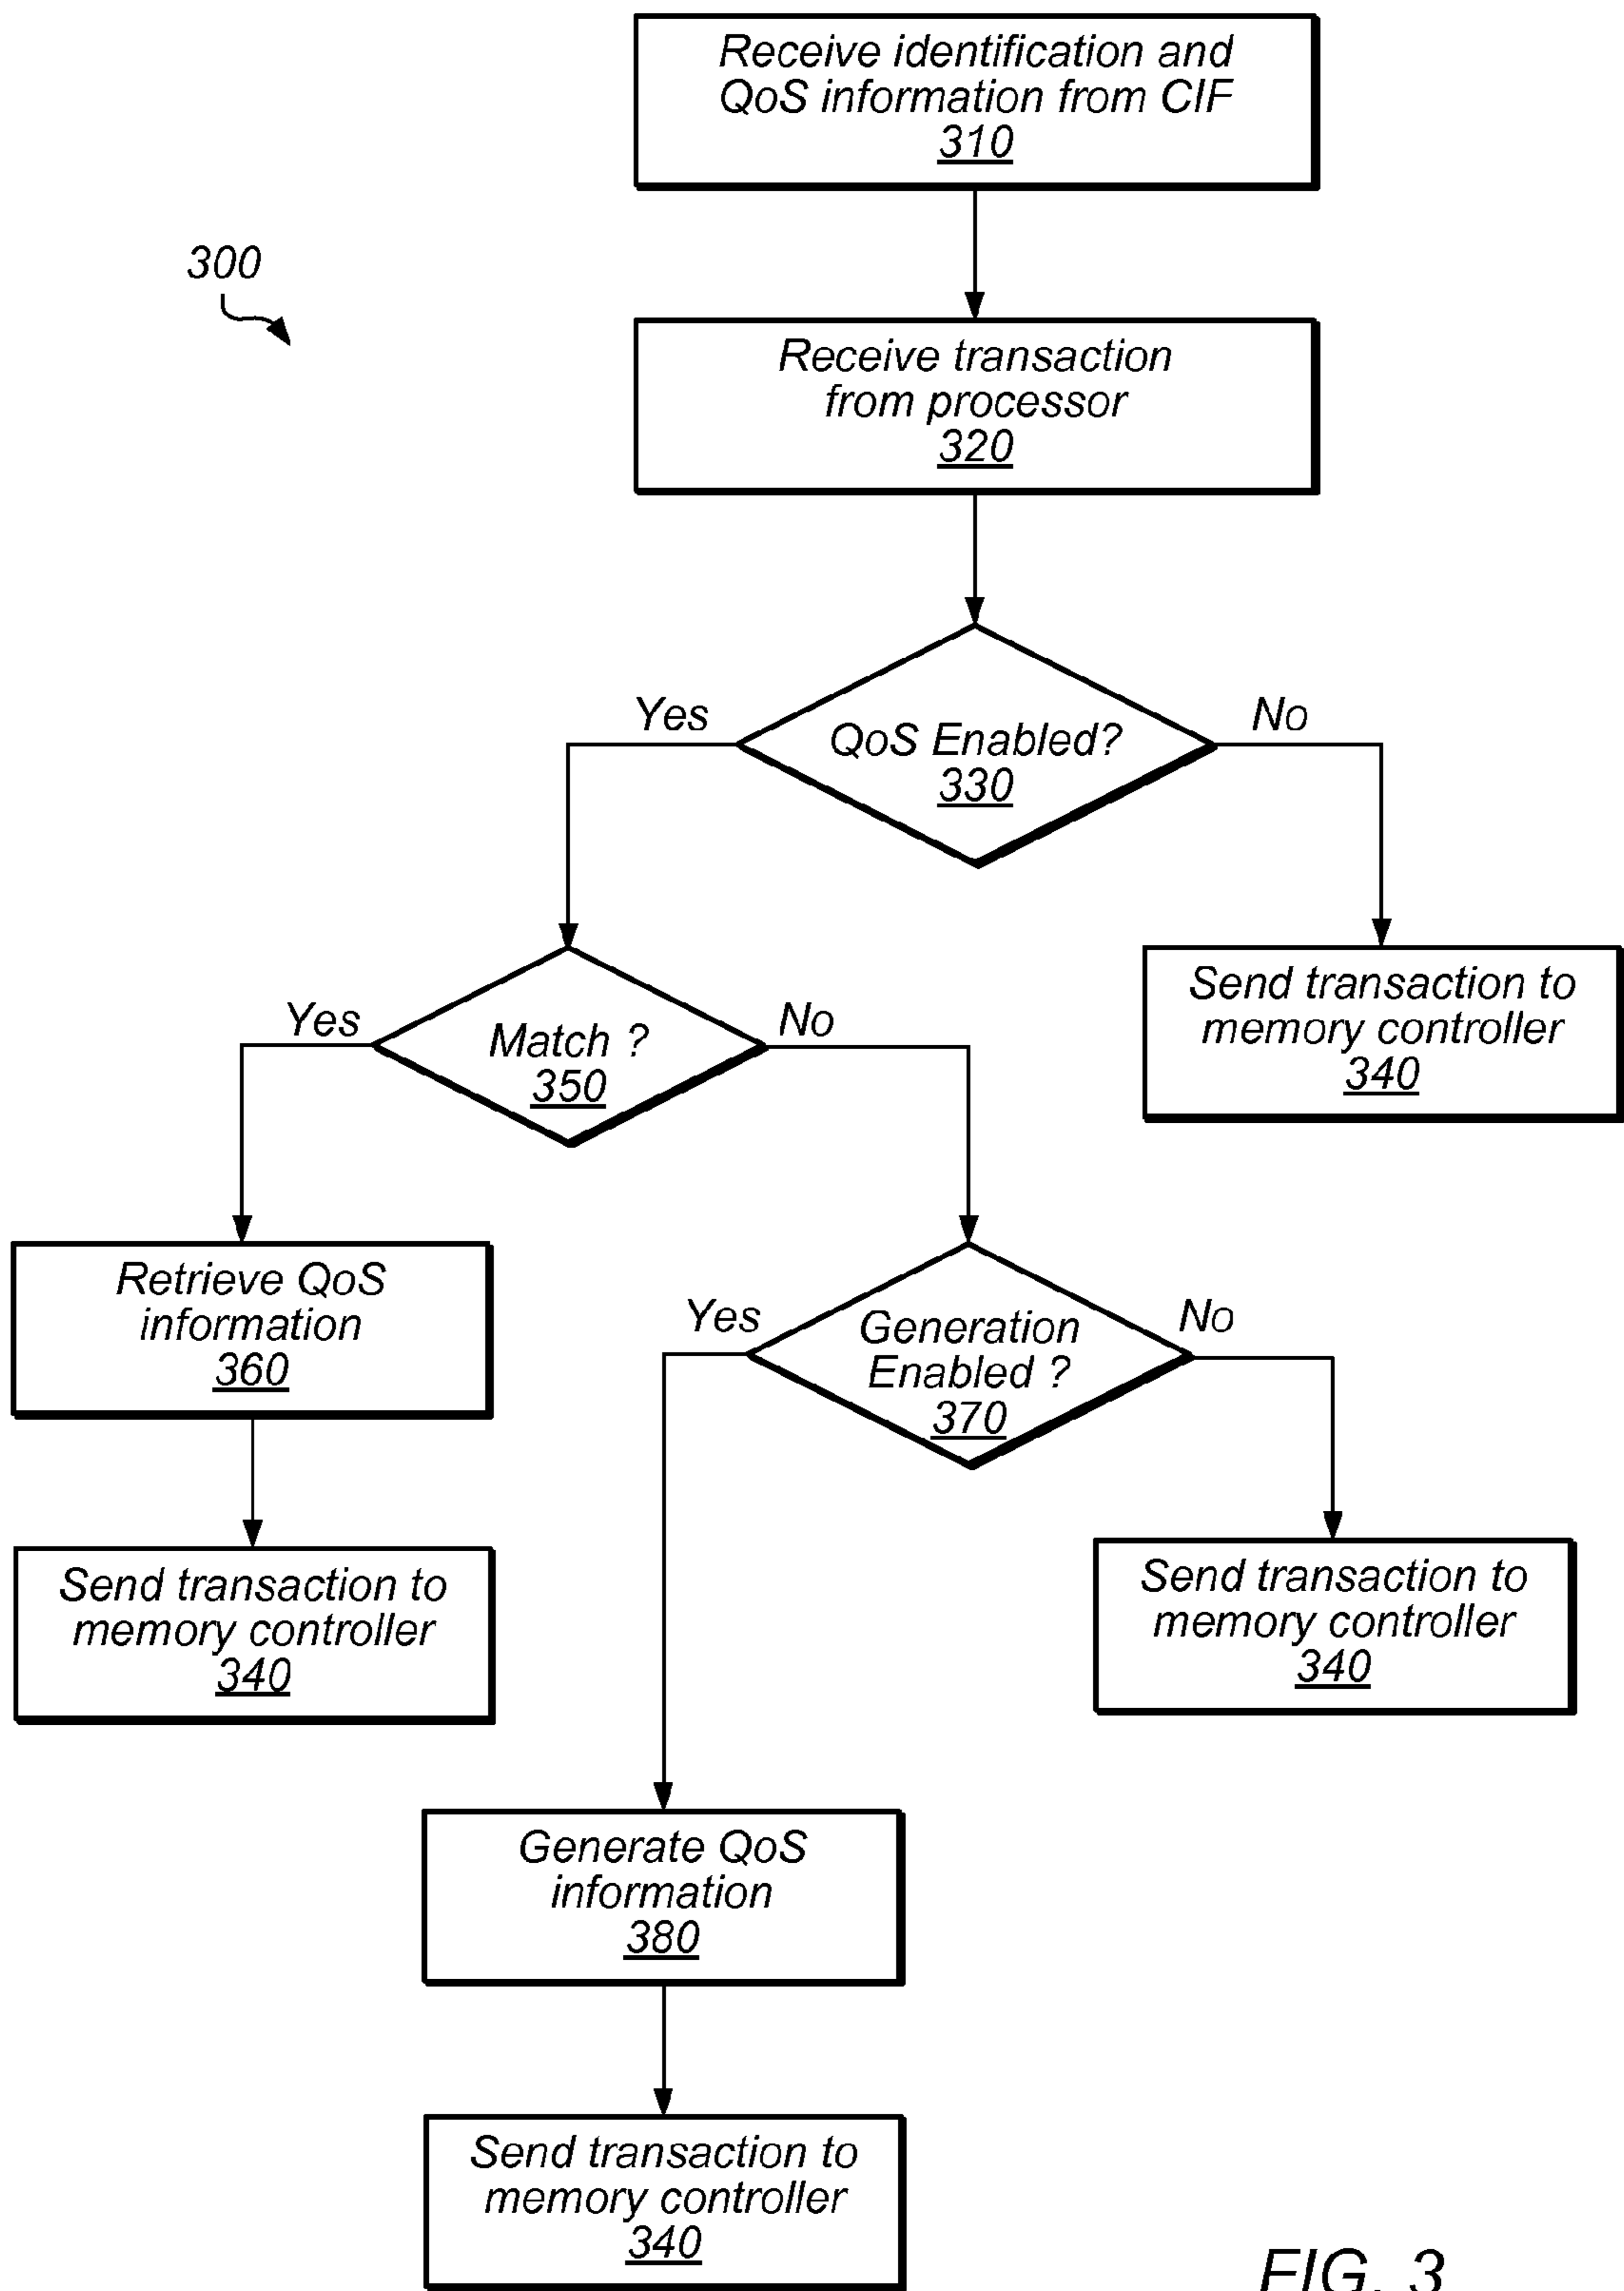 Receive identification and
QoS information from CIF
310
300
Receive transaction
from processor
320
Yes
No
QoS Enabled?
330
Send transaction to
memory controller
340
Yes
No
Match ?
350
Retrieve QoS
information
360
Yes
No
Generation
Enabled ?
370
Send transaction to
memory controller
340
Send transaction to
memory controller
340
Generate QoS
information
380
Send transaction to
memory controller
340
FIG. 3